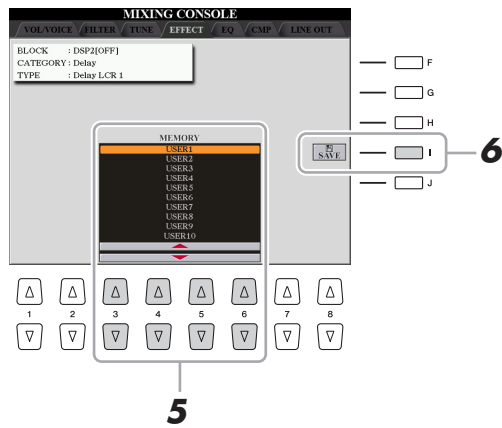 MIXING CONSOLE
VOL/VOICE FILTER TUNE EFFECT EQ CMP LINE OUT
BLOCK : DSP2[OFF]
CATEGORY : Delay
TYPE : Delay LCR 1
F
G
H
MEMORY
USER1
USER2
USER3
USER4
USER5
USER6
USER7
USER8
USER9
USER10
SAVE
I
6
J
1 2 3 4 5 6 7 8
5